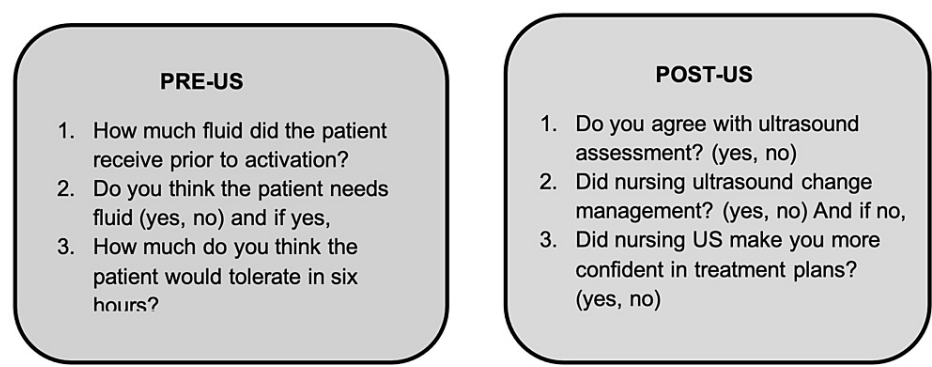 PRE-US
1. How much fluid did the patient
receive prior to activation?
2. Do you think the patient needs
fluid (yes, no) and if yes,
3. How much do you think the
patient would tolerate in six
hours?
POST-US
1. Do you agree with ultrasound
assessment? (yes, no)
2. Did nursing ultrasound change
management? (yes, no) And if no,
3. Did nursing US make you more
confident in treatment plans?
(yes, no)